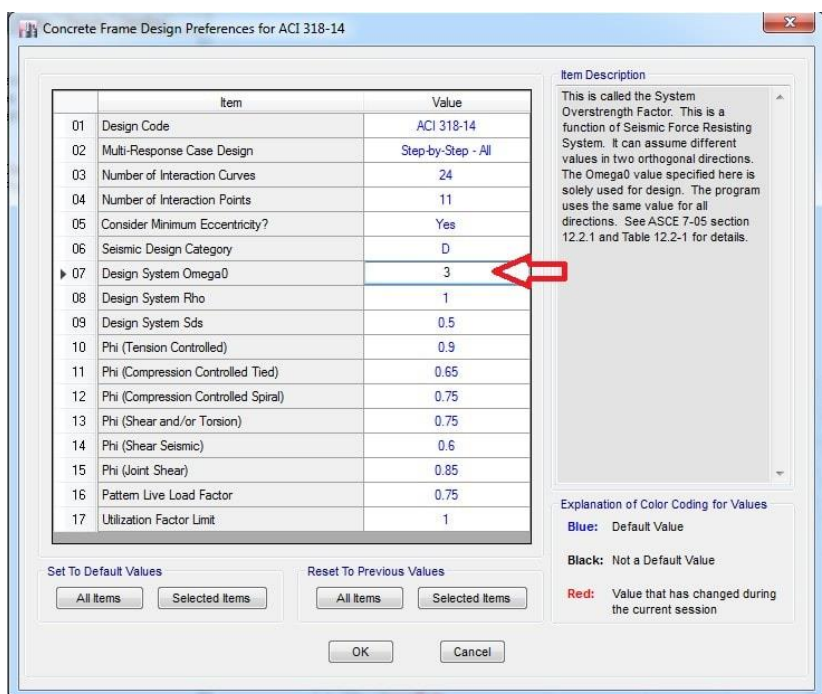 Concrete Frame Design Preferences for ACI 318-14
Item Value
01 Design Code ACI 318-14
02 Multi-Response Case Design Step-by-Step - All
03 Number of Interaction Curves 24
04 Number of Interaction Points 11
05 Consider Minimum Eccentricity? Yes
06 Seismic Design Category D
07 Design System Omega0 3
08 Design System Rho 1
09 Design System Sds 0.5
10 Phi (Tension Controlled) 0.9
11 Phi (Compression Controlled Tied) 0.65
12 Phi (Compression Controlled Spiral) 0.75
13 Phi (Shear and/or Torsion) 0.75
14 Phi (Shear Seismic) 0.6
15 Phi (Joint Shear) 0.85
16 Pattern Live Load Factor 0.75
17 Utilization Factor Limit 1
Set To Default Values
All Items Selected Items
Reset To Previous Values
All Items Selected Items
Item Description
This is called the System
Overstrength Factor. This is a
function of Seismic Force Resisting
System. It can assume different
values in two orthogonal directions.
The Omega0 value specified here is
solely used for design. The program
uses the same value for all
directions. See ASCE 7-05 section
12.2.1 and Table 12.2-1 for details.
Explanation of Color Coding for Values
Blue: Default Value
Black: Not a Default Value
Red: Value that has changed during
the current session
OK Cancel